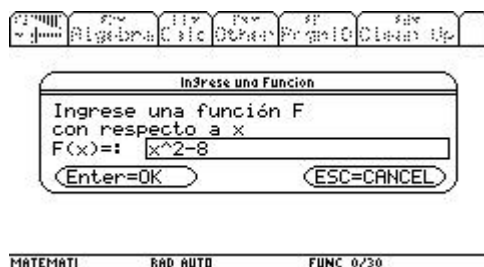 Algebra Calc Other PrgmIO Clean Up
Ingrese una Funcion
Ingrese una función F
con respecto a x
F(x)=: x^2-8
Enter=OK ESC=CANCEL
MATEMATI RAD AUTO FUNC 0/30